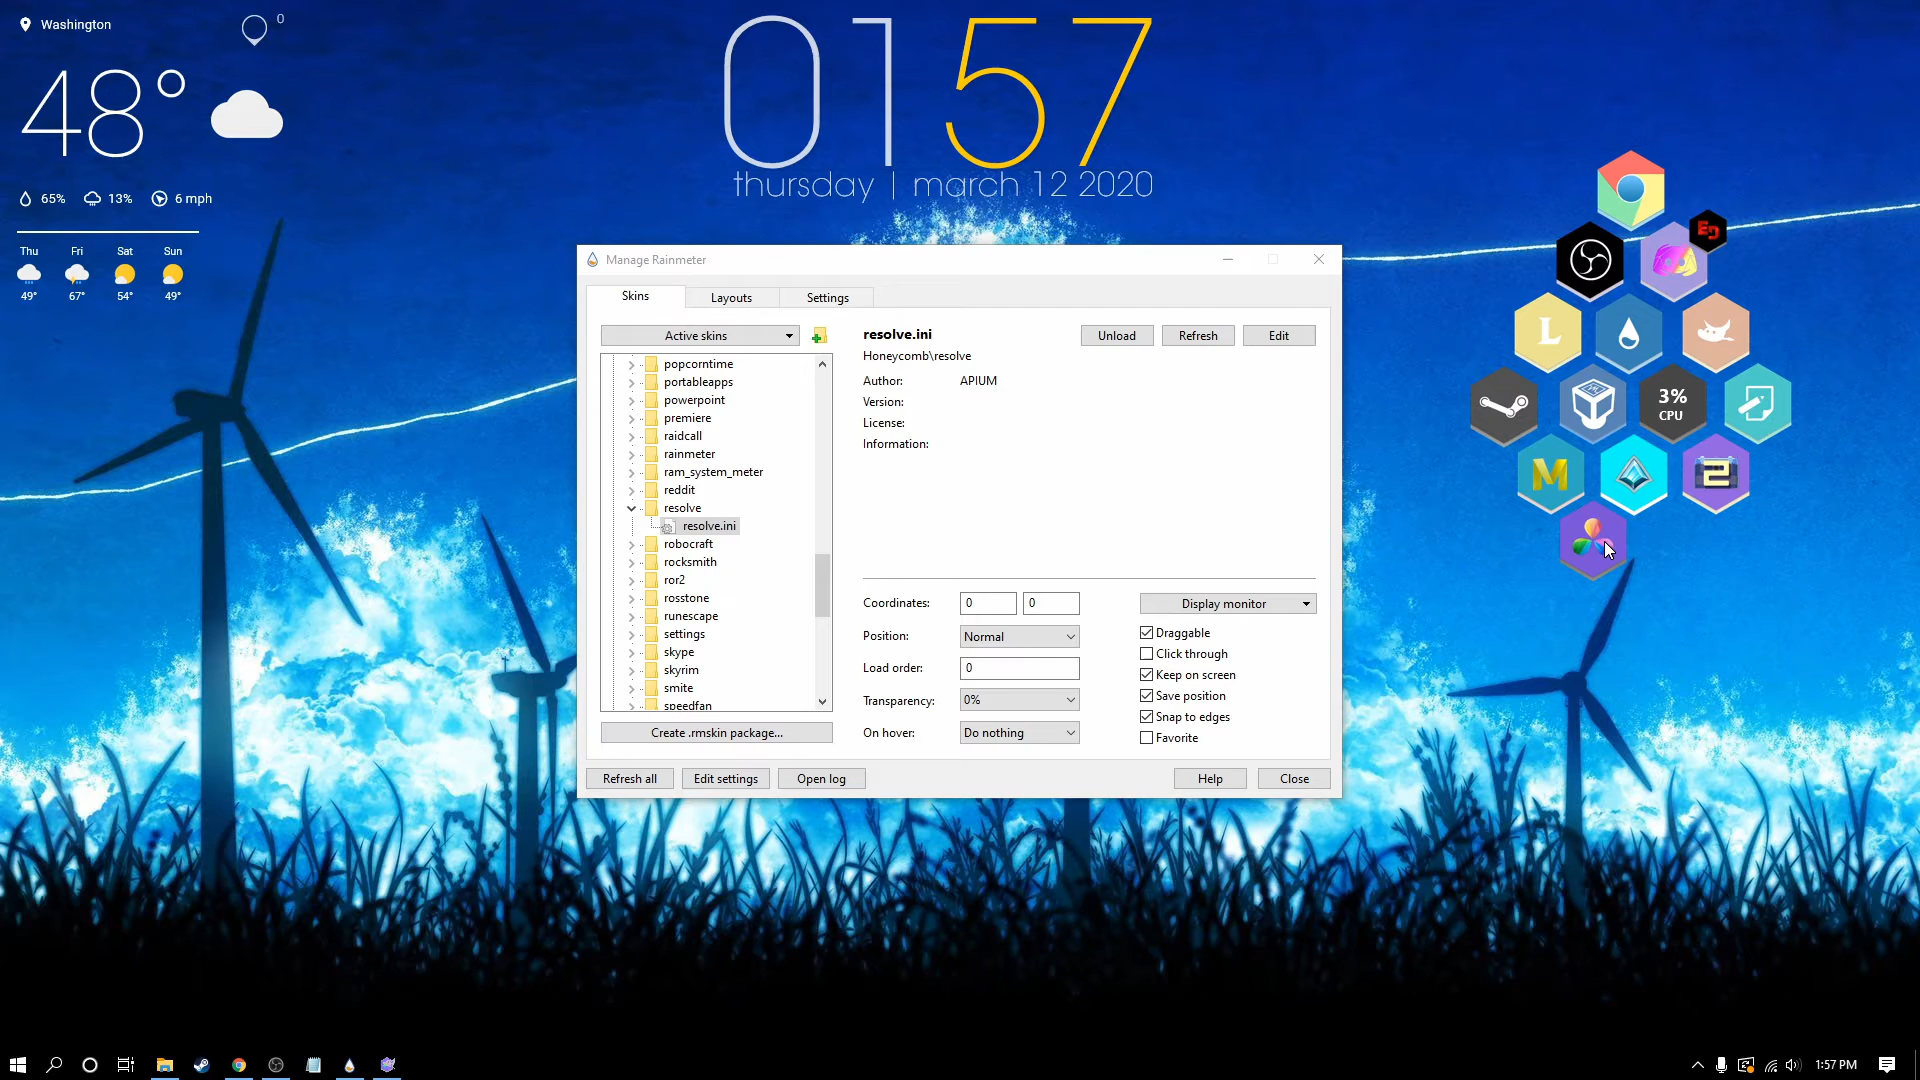 Washington
0
48°
65%
13%
6 mph
Thu
Fri
Sat
Sun
49°
67°
54°
49°
01 57
thursday | march 12 2020
Manage Rainmeter
Skins
Layouts
Settings
Active skins
popcorntime
portableapps
powerpoint
premiere
raidcall
rainmeter
ram_system_meter
reddit
resolve
resolve.ini
robocraft
rocksmith
ror2
rosstone
runescape
settings
skype
skyrim
smite
speedfan
Create .rmskin package...
resolve.ini
Unload
Refresh
Edit
Honeycomb\resolve
Author: APIUM
Version:
License:
Information:
Coordinates: 0 0
Position: Normal
Load order: 0
Transparency: 0%
On hover: Do nothing
Display monitor
Draggable
Click through
Keep on screen
Save position
Snap to edges
Favorite
Refresh all
Edit settings
Open log
Help
Close
ED
L
3%
CPU
M
2
1:57 PM